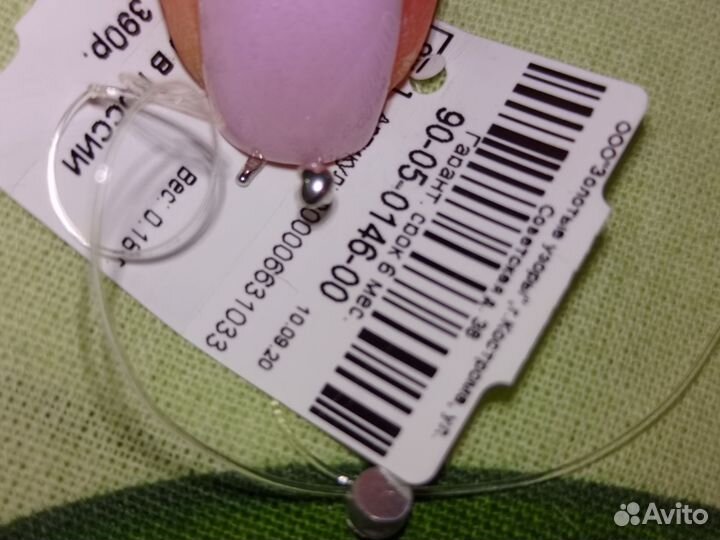 390р.
В РОССИИ
Вес: 0.16
00006631033
10.09.20
90-05-0146-00
Гарант. срок 6 мес.
ООО"Золотые узоры", г.Кострома, ул.
Советская д. 38
Avito